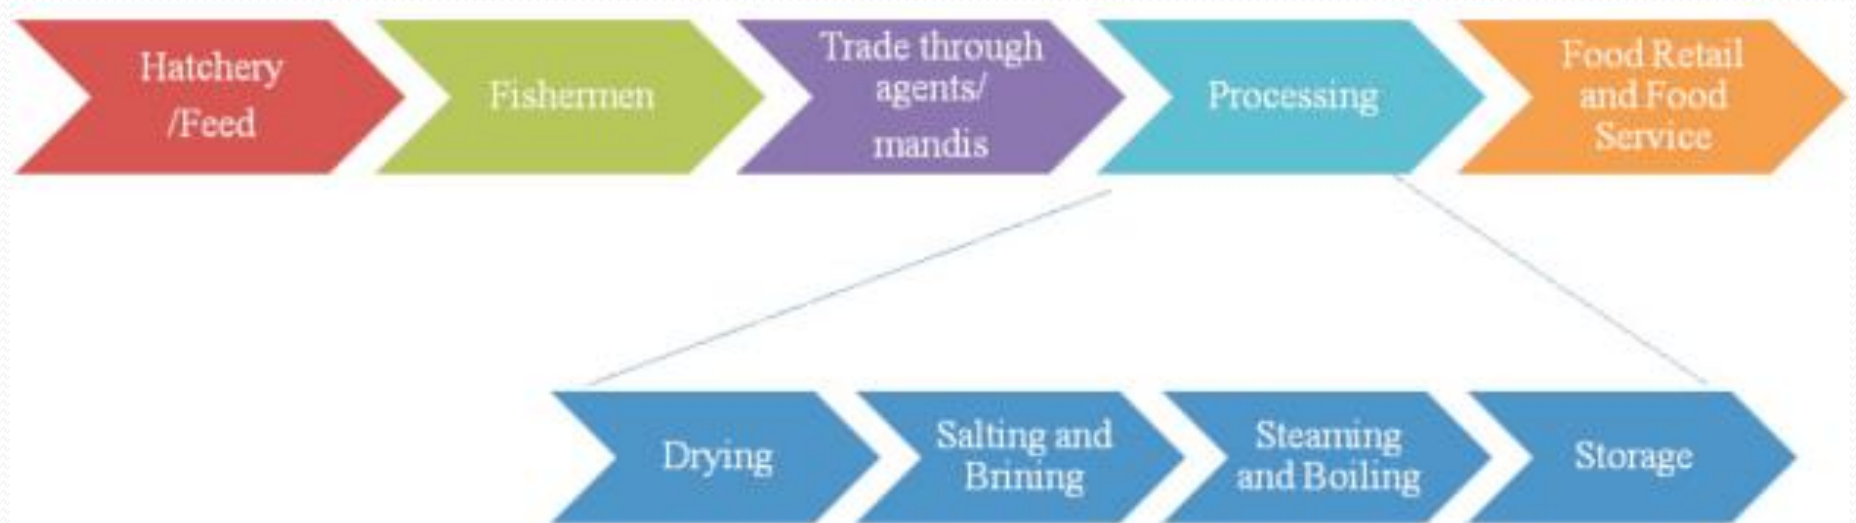 Hatchery
/Feed
Fishermen
Trade through
agents/
mandis
Processing
Food Retail
and Food
Service
Drying
Salting and
Brining
Steaming
and Boiling
Storage